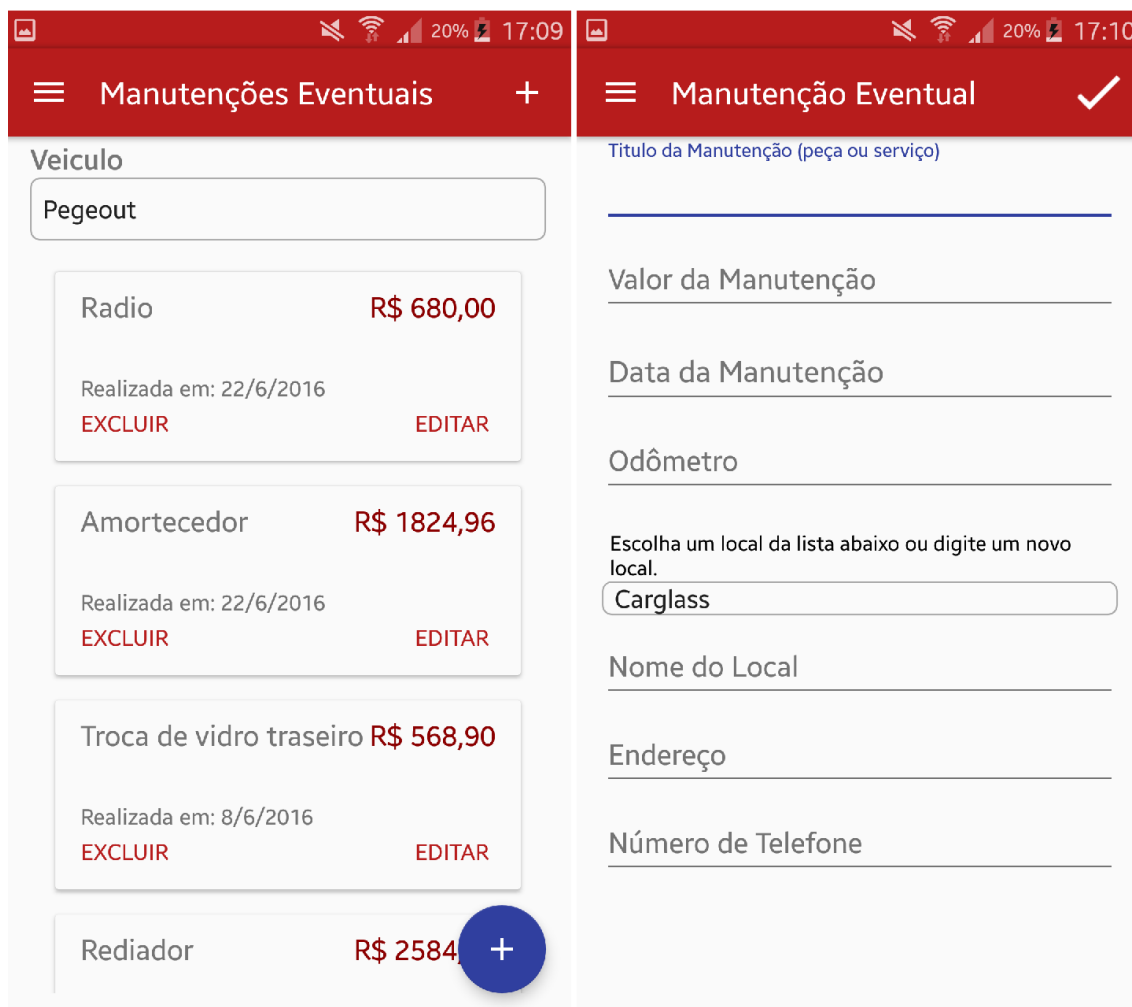 20% 17:09
Manutenções Eventuais +
Veiculo
Pegeout
Radio R$ 680,00
Realizada em: 22/6/2016
EXCLUIR EDITAR
Amortecedor R$ 1824,96
Realizada em: 22/6/2016
EXCLUIR EDITAR
Troca de vidro traseiro R$ 568,90
Realizada em: 8/6/2016
EXCLUIR EDITAR
Rediador R$ 2584,
+
20% 17:10
Manutenção Eventual
Titulo da Manutenção (peça ou serviço)
Valor da Manutenção
Data da Manutenção
Odômetro
Escolha um local da lista abaixo ou digite um novo
local.
Carglass
Nome do Local
Endereço
Número de Telefone